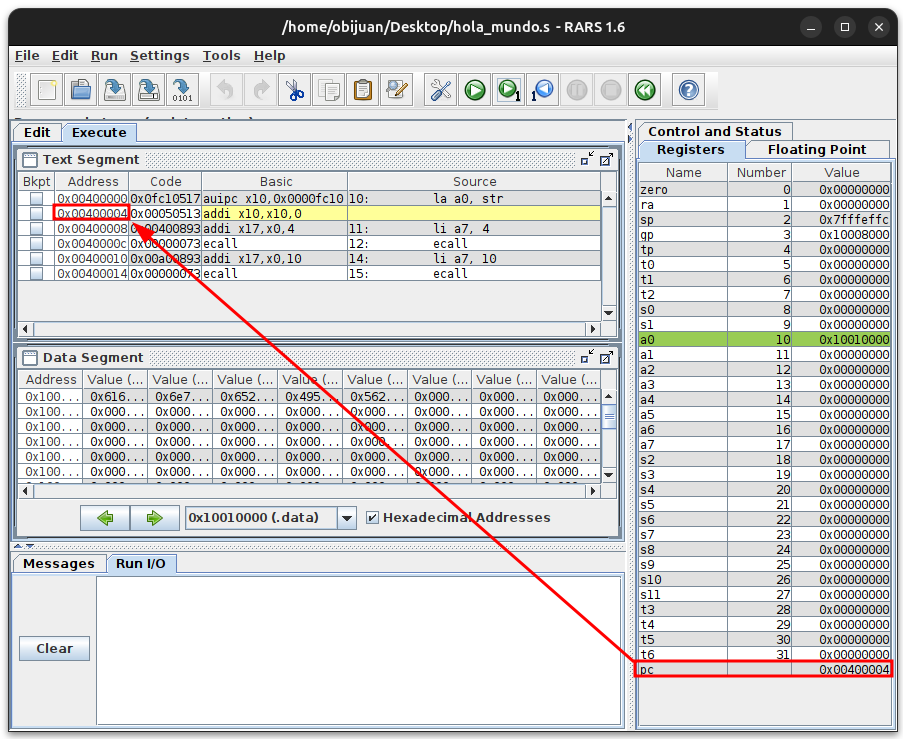 /home/obijuan/Desktop/hola_mundo.s - RARS 1.6
File Edit Run Settings Tools Help
Edit Execute
Text Segment
Bkpt Address Code Basic Source
0x00400000 0x0fc10517 auipc x10,0x0000fc10 10: la a0, str
0x00400004 0x00050513 addi x10,x10,0
0x00400008 0x00400893 addi x17,x0,4 11: li a7, 4
0x0040000c 0x00000073 ecall 12: ecall
0x00400010 0x00a00893 addi x17,x0,10 14: li a7, 10
0x00400014 0x00000073 ecall 15: ecall
Data Segment
Address Value (... Value (... Value (... Value (... Value (... Value (... Value (... Value (...
0x100... 0x616... 0x6e7... 0x652... 0x495... 0x562... 0x000... 0x000... 0x000...
0x100... 0x000... 0x000... 0x000... 0x000... 0x000... 0x000... 0x000... 0x000...
0x100... 0x000... 0x000... 0x000... 0x000... 0x000... 0x000... 0x000... 0x000...
0x100... 0x000... 0x000... 0x000... 0x000... 0x000... 0x000... 0x000... 0x000...
0x100... 0x000... 0x000... 0x000... 0x000... 0x000... 0x000... 0x000... 0x000...
0x100... 0x000... 0x000... 0x000... 0x000... 0x000... 0x000... 0x000... 0x000...
0x10010000 (.data) Hexadecimal Addresses
Messages Run I/O
Clear
Control and Status
Registers Floating Point
Name Number Value
zero 0 0x00000000
ra 1 0x00000000
sp 2 0x7fffeffc
gp 3 0x10008000
tp 4 0x00000000
t0 5 0x00000000
t1 6 0x00000000
t2 7 0x00000000
s0 8 0x00000000
s1 9 0x00000000
a0 10 0x10010000
a1 11 0x00000000
a2 12 0x00000000
a3 13 0x00000000
a4 14 0x00000000
a5 15 0x00000000
a6 16 0x00000000
a7 17 0x00000000
s2 18 0x00000000
s3 19 0x00000000
s4 20 0x00000000
s5 21 0x00000000
s6 22 0x00000000
s7 23 0x00000000
s8 24 0x00000000
s9 25 0x00000000
s10 26 0x00000000
s11 27 0x00000000
t3 28 0x00000000
t4 29 0x00000000
t5 30 0x00000000
t6 31 0x00000000
pc 0x00400004